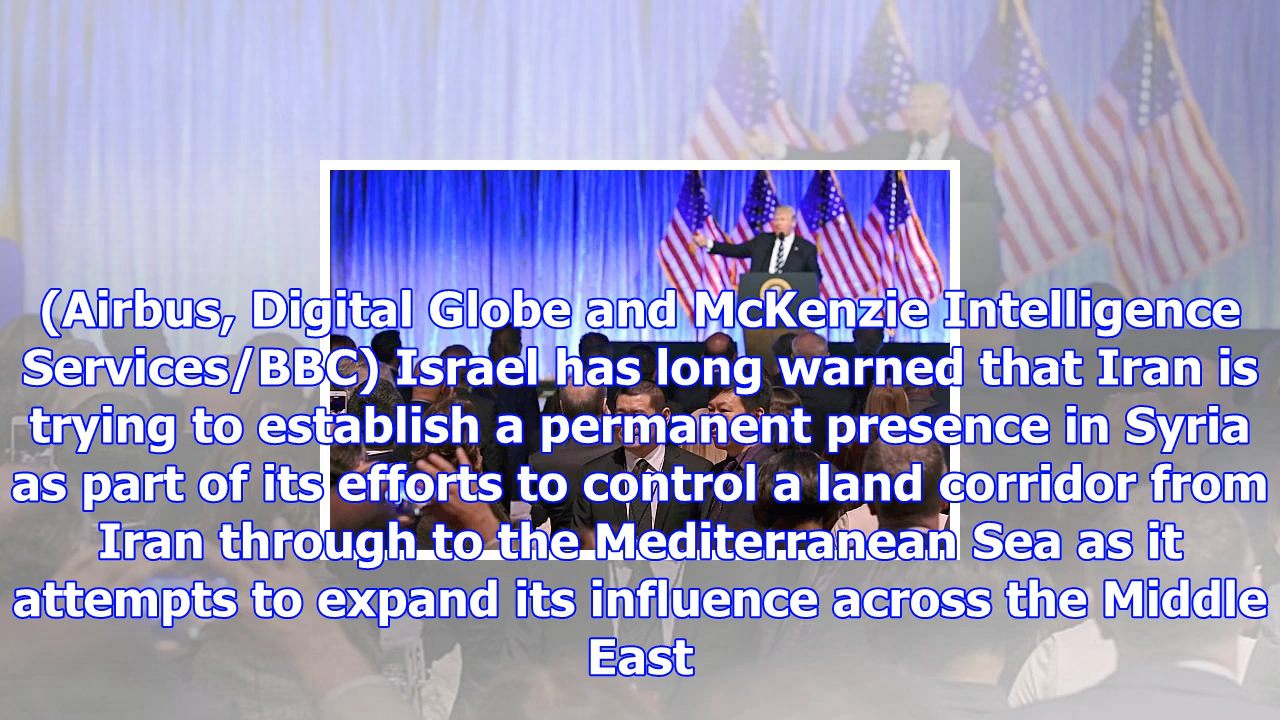 (Airbus, Digital Globe and McKenzie Intelligence
Services/BBC) Israel has long warned that Iran is
trying to establish a permanent presence in Syria
as part of its efforts to control a land corridor from
Iran through to the Mediterranean Sea as it
attempts to expand its influence across the Middle
East